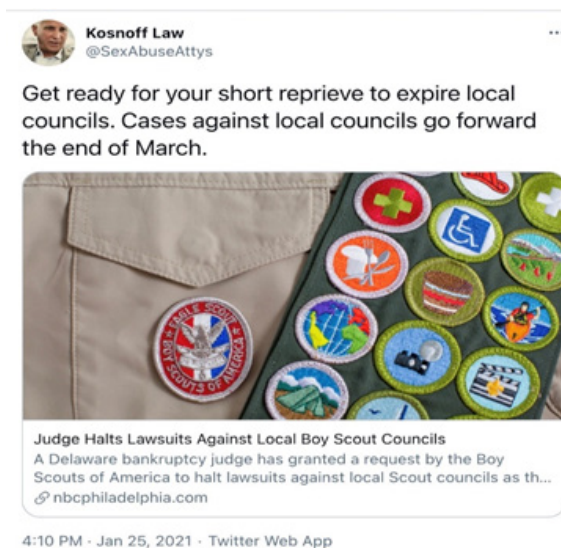 Kosnoff Law
@SexAbuseAttys
Get ready for your short reprieve to expire local
councils. Cases against local councils go forward
the end of March.
EAGLE SCOUT
BOY SCOUTS OF AMERICA
Judge Halts Lawsuits Against Local Boy Scout Councils
A Delaware bankruptcy judge has granted a request by the Boy
Scouts of America to halt lawsuits against local Scout councils as th...
nbcphiladelphia.com
4:10 PM · Jan 25, 2021 · Twitter Web App